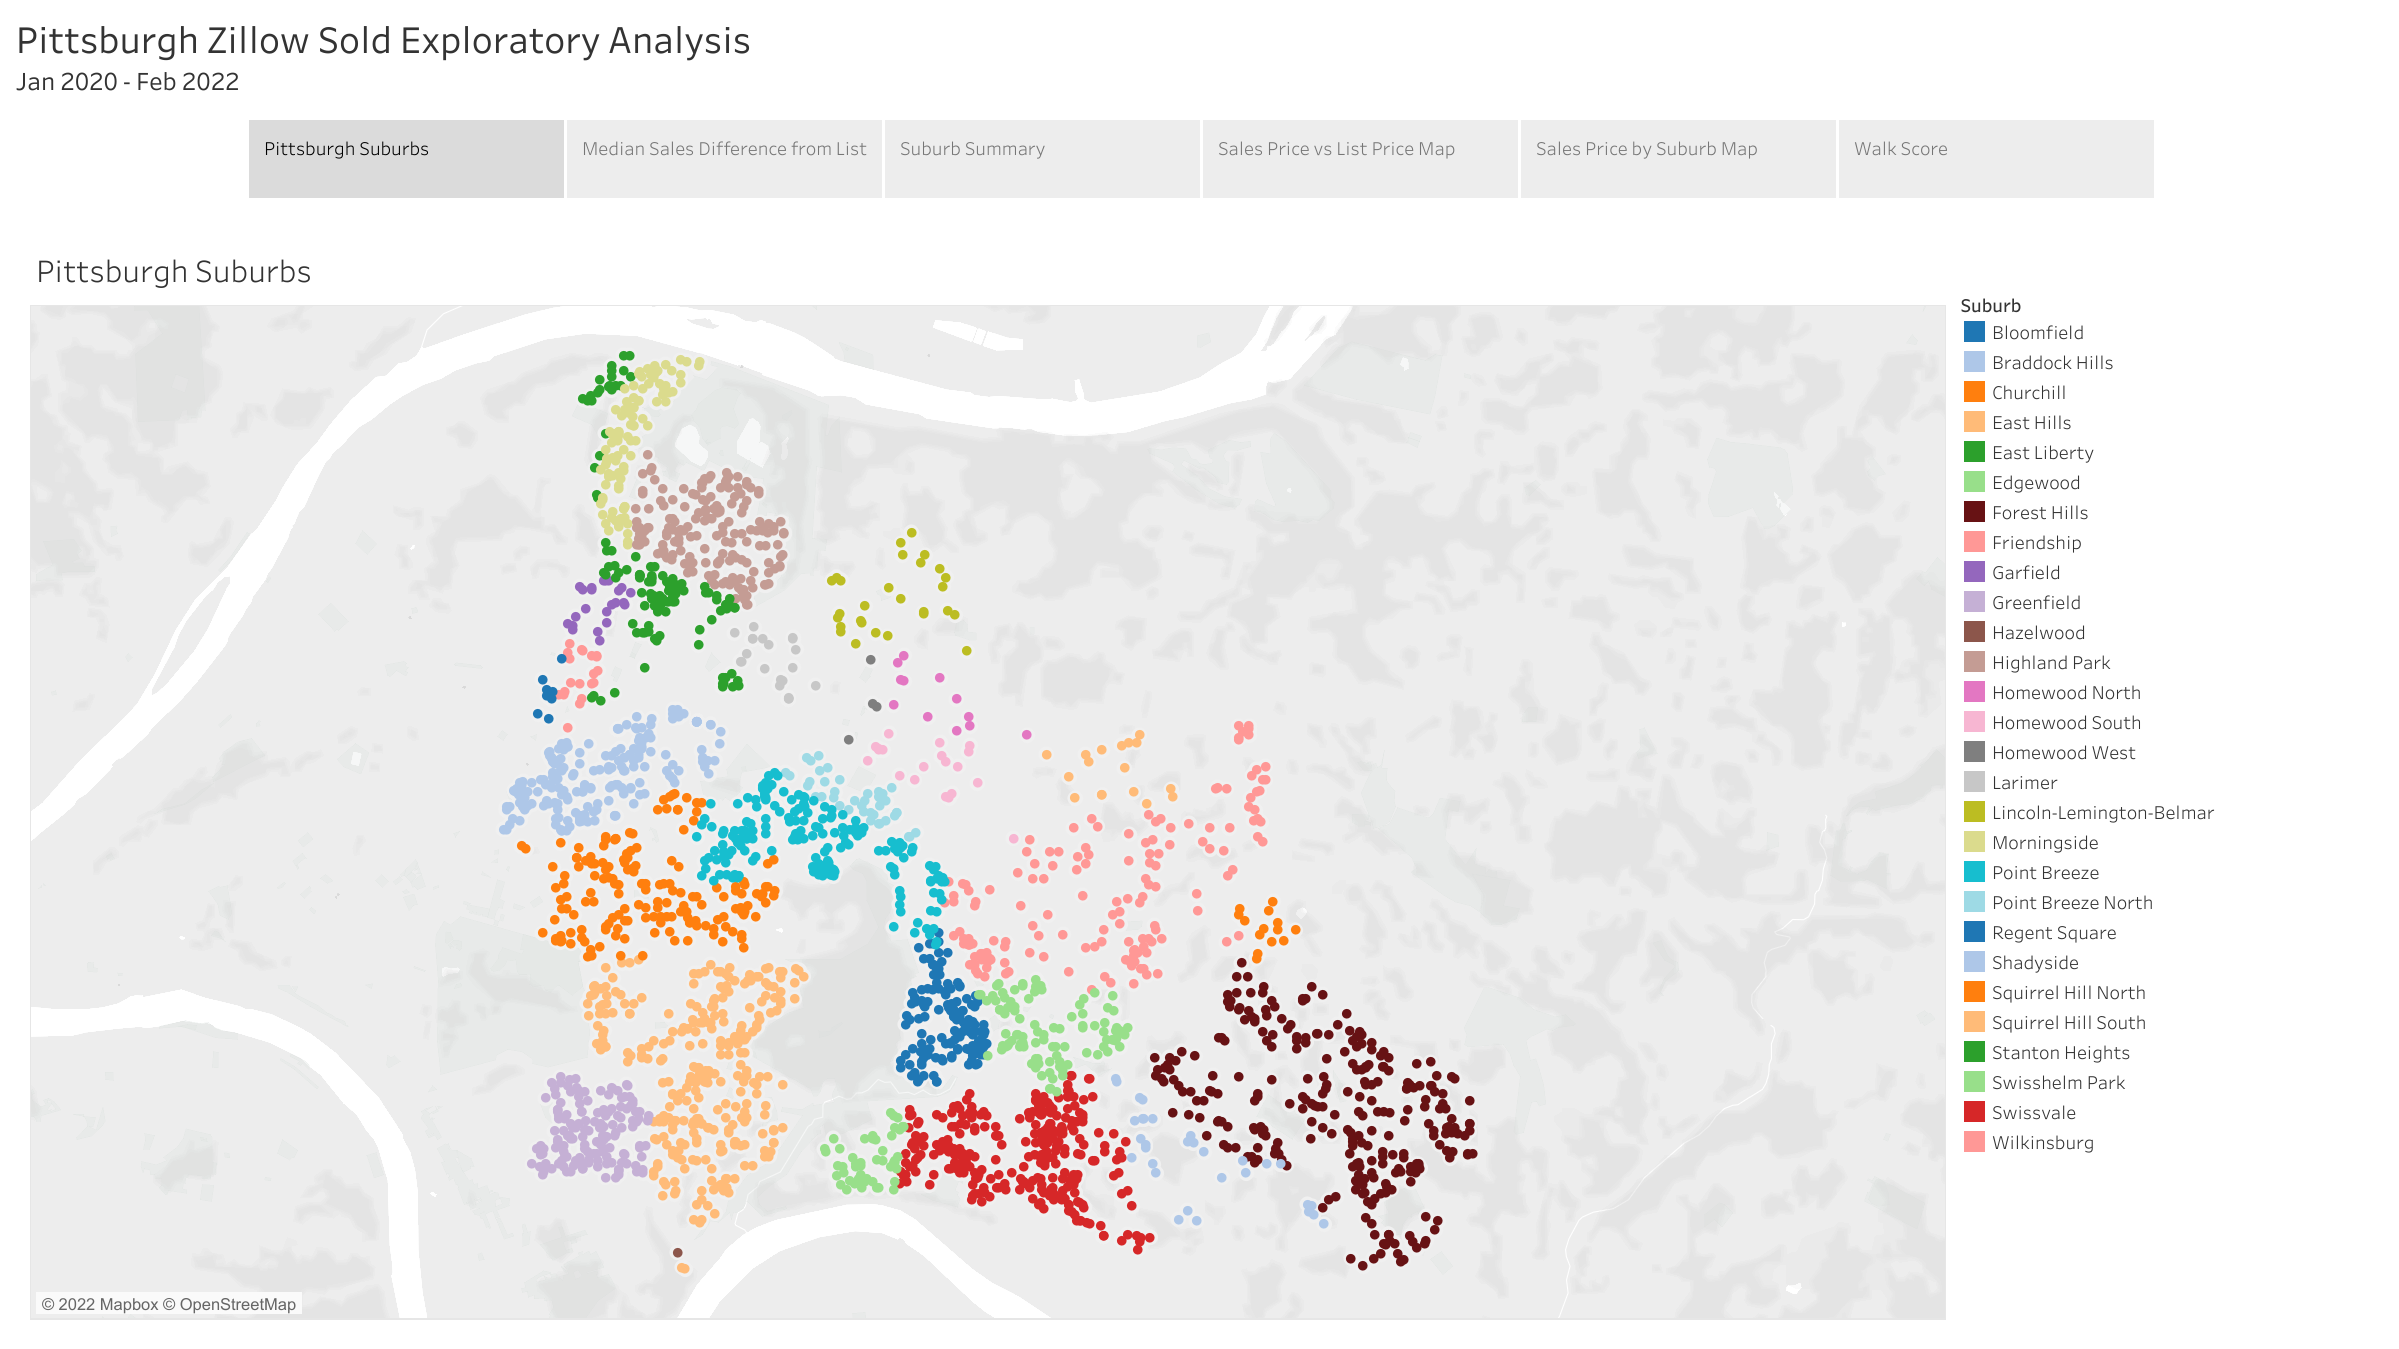 Pittsburgh Zillow Sold Exploratory Analysis
Jan 2020 - Feb 2022
Pittsburgh Suburbs
Median Sales Difference from List
Suburb Summary
Sales Price vs List Price Map
Sales Price by Suburb Map
Walk Score
Pittsburgh Suburbs
Suburb
Bloomfield
Braddock Hills
Churchill
East Hills
East Liberty
Edgewood
Forest Hills
Friendship
Garfield
Greenfield
Hazelwood
Highland Park
Homewood North
Homewood South
Homewood West
Larimer
Lincoln-Lemington-Belmar
Morningside
Point Breeze
Point Breeze North
Regent Square
Shadyside
Squirrel Hill North
Squirrel Hill South
Stanton Heights
Swisshelm Park
Swissvale
Wilkinsburg
© 2022 Mapbox © OpenStreetMap